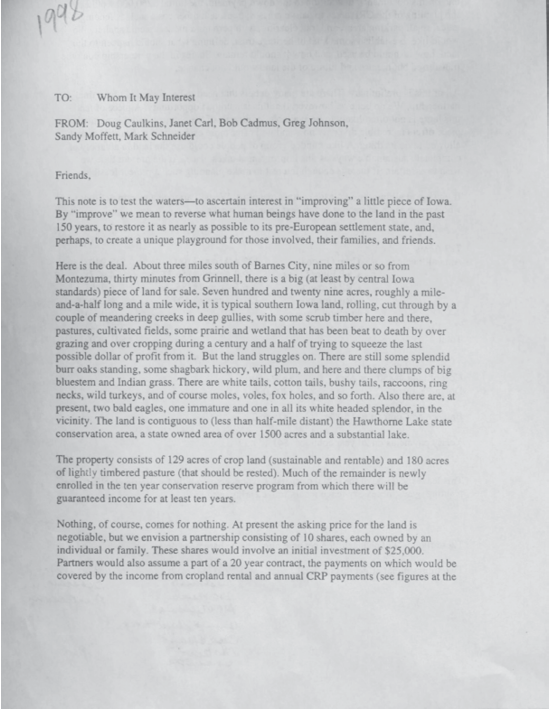 1998
TO: Whom It May Interest
FROM: Doug Caulkins, Janet Carl, Bob Cadmus, Greg Johnson,
Sandy Moffett, Mark Schneider
Friends,
This note is to test the waters—to ascertain interest in “improving” a little piece of Iowa.
By “improve” we mean to reverse what human beings have done to the land in the past
150 years, to restore it as nearly as possible to its pre-European settlement state, and,
perhaps, to create a unique playground for those involved, their families, and friends.
Here is the deal. About three miles south of Barnes City, nine miles or so from
Montezuma, thirty minutes from Grinnell, there is a big (at least by central Iowa
standards) piece of land for sale. Seven hundred and twenty nine acres, roughly a mile-
and-a-half long and a mile wide, it is typical southern Iowa land, rolling, cut through by a
couple of meandering creeks in deep gullies, with some scrub timber here and there,
pastures, cultivated fields, some prairie and wetland that has been beat to death by over
grazing and over cropping during a century and a half of trying to squeeze the last
possible dollar of profit from it. But the land struggles on. There are still some splendid
burr oaks standing, some shagbark hickory, wild plum, and here and there clumps of big
bluestem and Indian grass. There are white tails, cotton tails, bushy tails, raccoons, ring
necks, wild turkeys, and of course moles, voles, fox holes, and so forth. Also there are, at
present, two bald eagles, one immature and one in all its white headed splendor, in the
vicinity. The land is contiguous to (less than half-mile distant) the Hawthorne Lake state
conservation area, a state owned area of over 1500 acres and a substantial lake.
The property consists of 129 acres of crop land (sustainable and rentable) and 180 acres
of lightly timbered pasture (that should be rested). Much of the remainder is newly
enrolled in the ten year conservation reserve program from which there will be
guaranteed income for at least ten years.
Nothing, of course, comes for nothing. At present the asking price for the land is
negotiable, but we envision a partnership consisting of 10 shares, each owned by an
individual or family. These shares would involve an initial investment of $25,000.
Partners would also assume a part of a 20 year contract, the payments on which would be
covered by the income from cropland rental and annual CRP payments (see figures at the